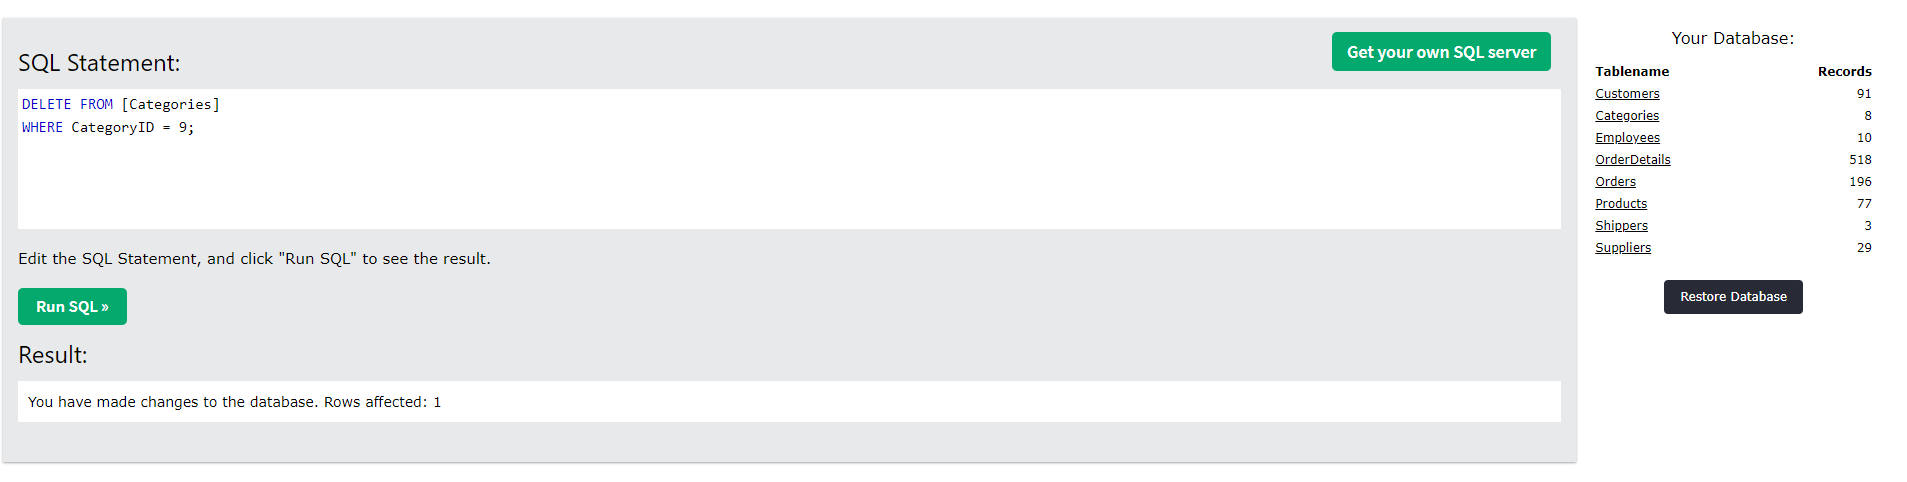 SQL Statement:
Get your own SQL server
DELETE FROM [Categories]
WHERE CategoryID = 9;
Edit the SQL Statement, and click "Run SQL" to see the result.
Run SQL »
Result:
You have made changes to the database. Rows affected: 1
Your Database:
Tablename Records
Customers 91
Categories 8
Employees 10
OrderDetails 518
Orders 196
Products 77
Shippers 3
Suppliers 29
Restore Database